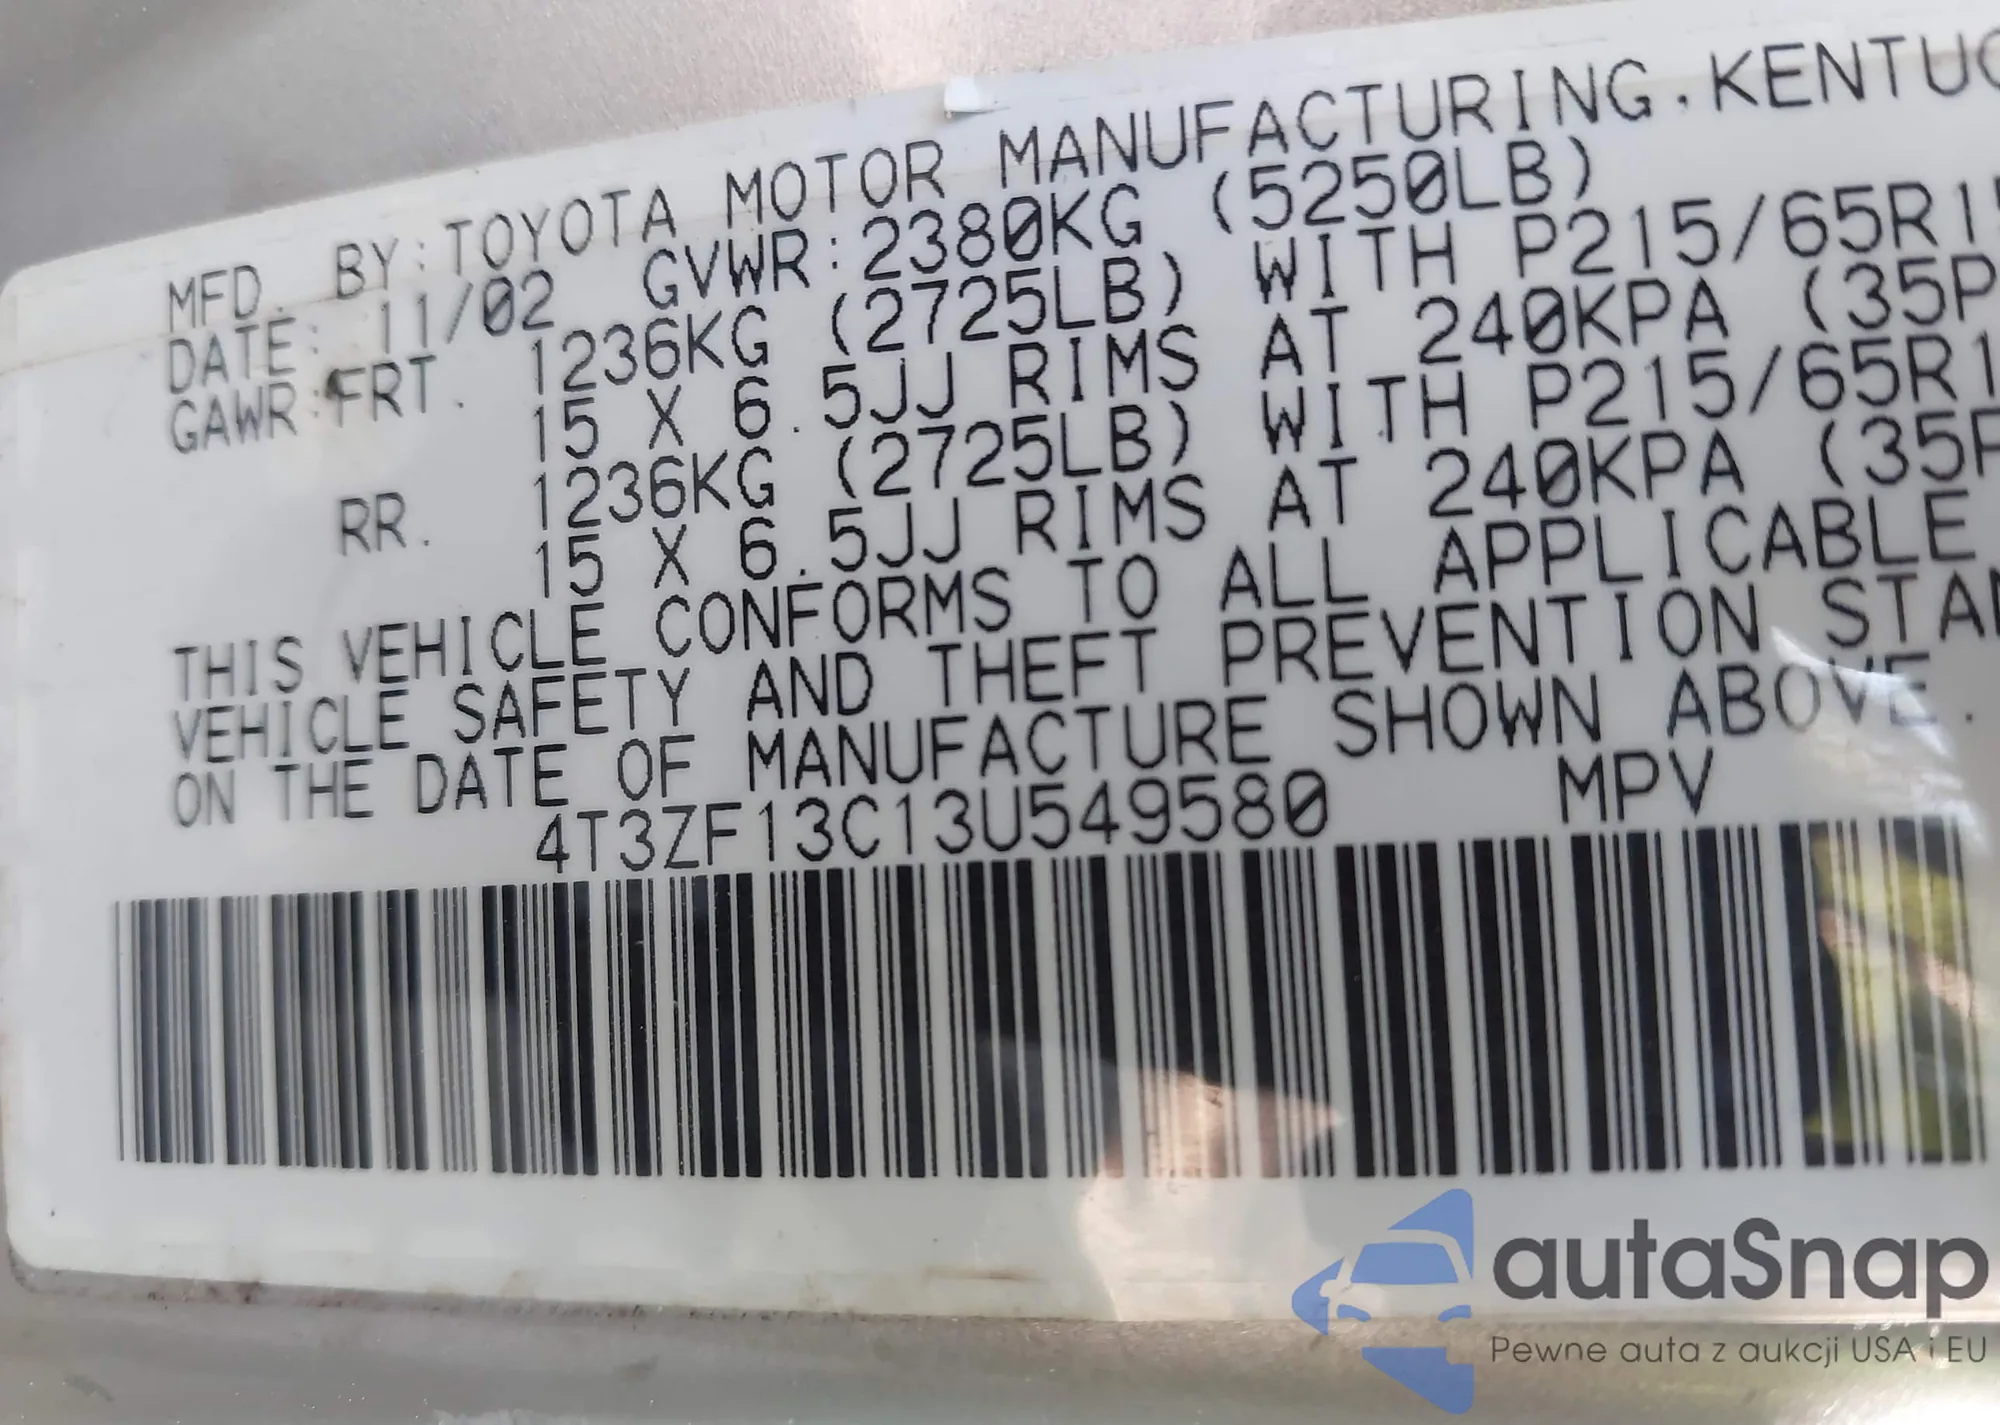 MFD. BY:TOYOTA MOTOR MANUFACTURING.KENTUC
DATE: 11/02 GVWR:2380KG (5250LB)
GAWR:FRT. 1236KG (2725LB) WITH P215/65R15
15 X 6.5JJ RIMS AT 240KPA (35P
RR. 1236KG (2725LB) WITH P215/65R1
15 X 6.5JJ RIMS AT 240KPA (35P
THIS VEHICLE CONFORMS TO ALL APPLICABLE
VEHICLE SAFETY AND THEFT PREVENTION STAN
ON THE DATE OF MANUFACTURE SHOWN ABOVE.
4T3ZF13C13U549580 MPV
autaSnap
Pewne auta z aukcji USA i EU